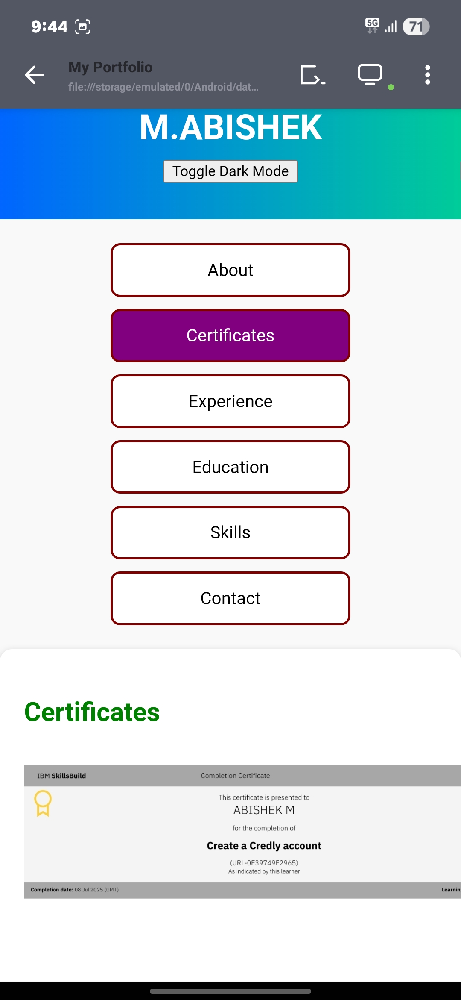 9:44
5G
71
My Portfolio
file:///storage/emulated/0/Android/dat...
M.ABISHEK
Toggle Dark Mode
About
Certificates
Experience
Education
Skills
Contact
Certificates
IBM SkillsBuild
Completion Certificate
This certificate is presented to
ABISHEK M
for the completion of
Create a Credly account
(URL-0E39749E2965)
As indicated by this learner
Completion date: 08 Jul 2025 (GMT)